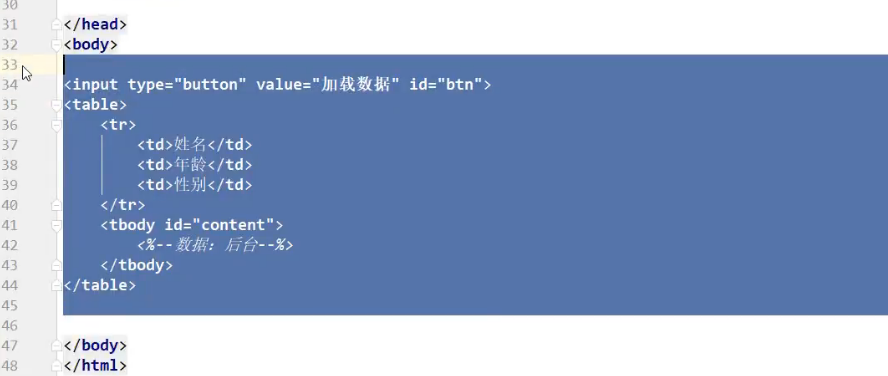 30
31 </head>
32 <body>
33
34 <input type="button" value="加载数据" id="btn">
35 <table>
36 <tr>
37 <td>姓名</td>
38 <td>年龄</td>
39 <td>性别</td>
40 </tr>
41 <tbody id="content">
42 <%--数据：后台--%>
43 </tbody>
44 </table>
45
46
47 </body>
48 </html>